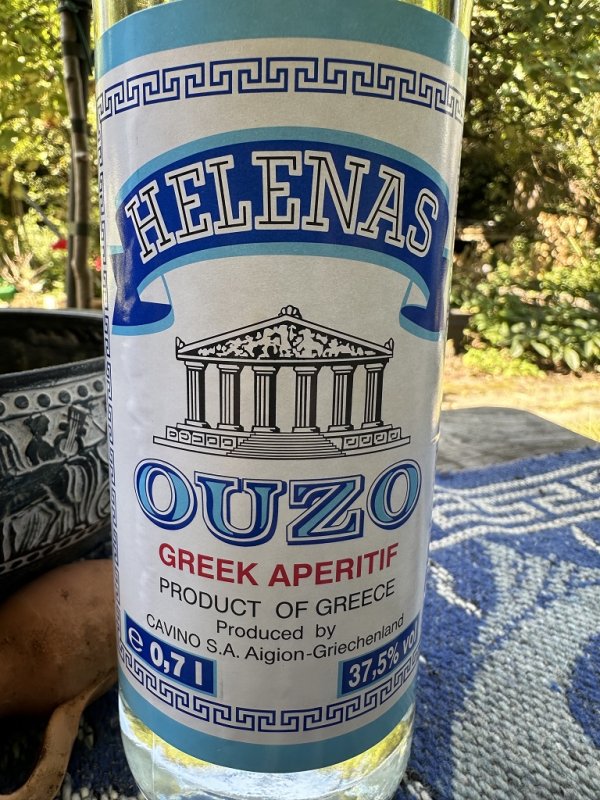 HELENAS
OUZO
GREEK APERITIF
PRODUCT OF GREECE
Produced by
CAVINO S.A. Aigion-Griechenland
e 0,7 l
37,5% vol